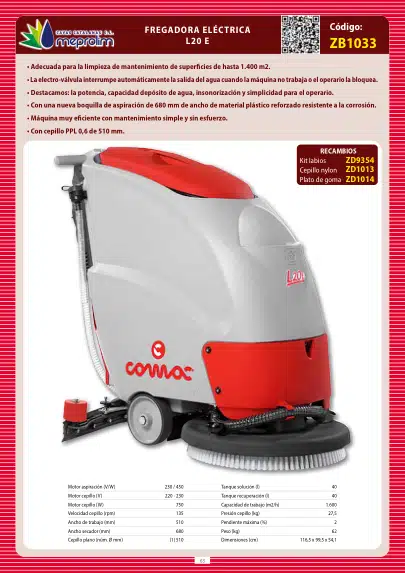 CAYBE CATALANAS S.L.
meprolim
FREGADORA ELÉCTRICA
L20 E
Código:
ZB1033
• Adecuada para la limpieza de mantenimiento de superficies de hasta 1.400 m2.
• La electro-válvula interrumpe automáticamente la salida del agua cuando la máquina no trabaja o el operario la bloquea.
• Destacamos: la potencia, capacidad depósito de agua, insonorización y simplicidad para el operario.
• Con una nueva boquilla de aspiración de 680 mm de ancho de material plástico reforzado resistente a la corrosión.
• Máquina muy eficiente con mantenimiento simple y sin esfuerzo.
• Con cepillo PPL 0,6 de 510 mm.
RECAMBIOS
Kit labios ZD9354
Cepillo nylon ZD1013
Plato de goma ZD1014
L20E
comac
Motor aspiración (V/W) 230 / 450
Motor cepillo (V) 220 - 230
Motor cepillo (W) 750
Velocidad cepillo (rpm) 135
Ancho de trabajo (mm) 510
Ancho secador (mm) 680
Cepillo plano (núm. Ø mm) (1) 510
Tanque solución (l) 40
Tanque recuperación (l) 40
Capacidad de trabajo (m2/h) 1.600
Presión cepillo (kg) 27,5
Pendiente máxima (%) 2
Peso (kg) 62
Dimensiones (cm) 116,5 x 99,5 x 54,1
63